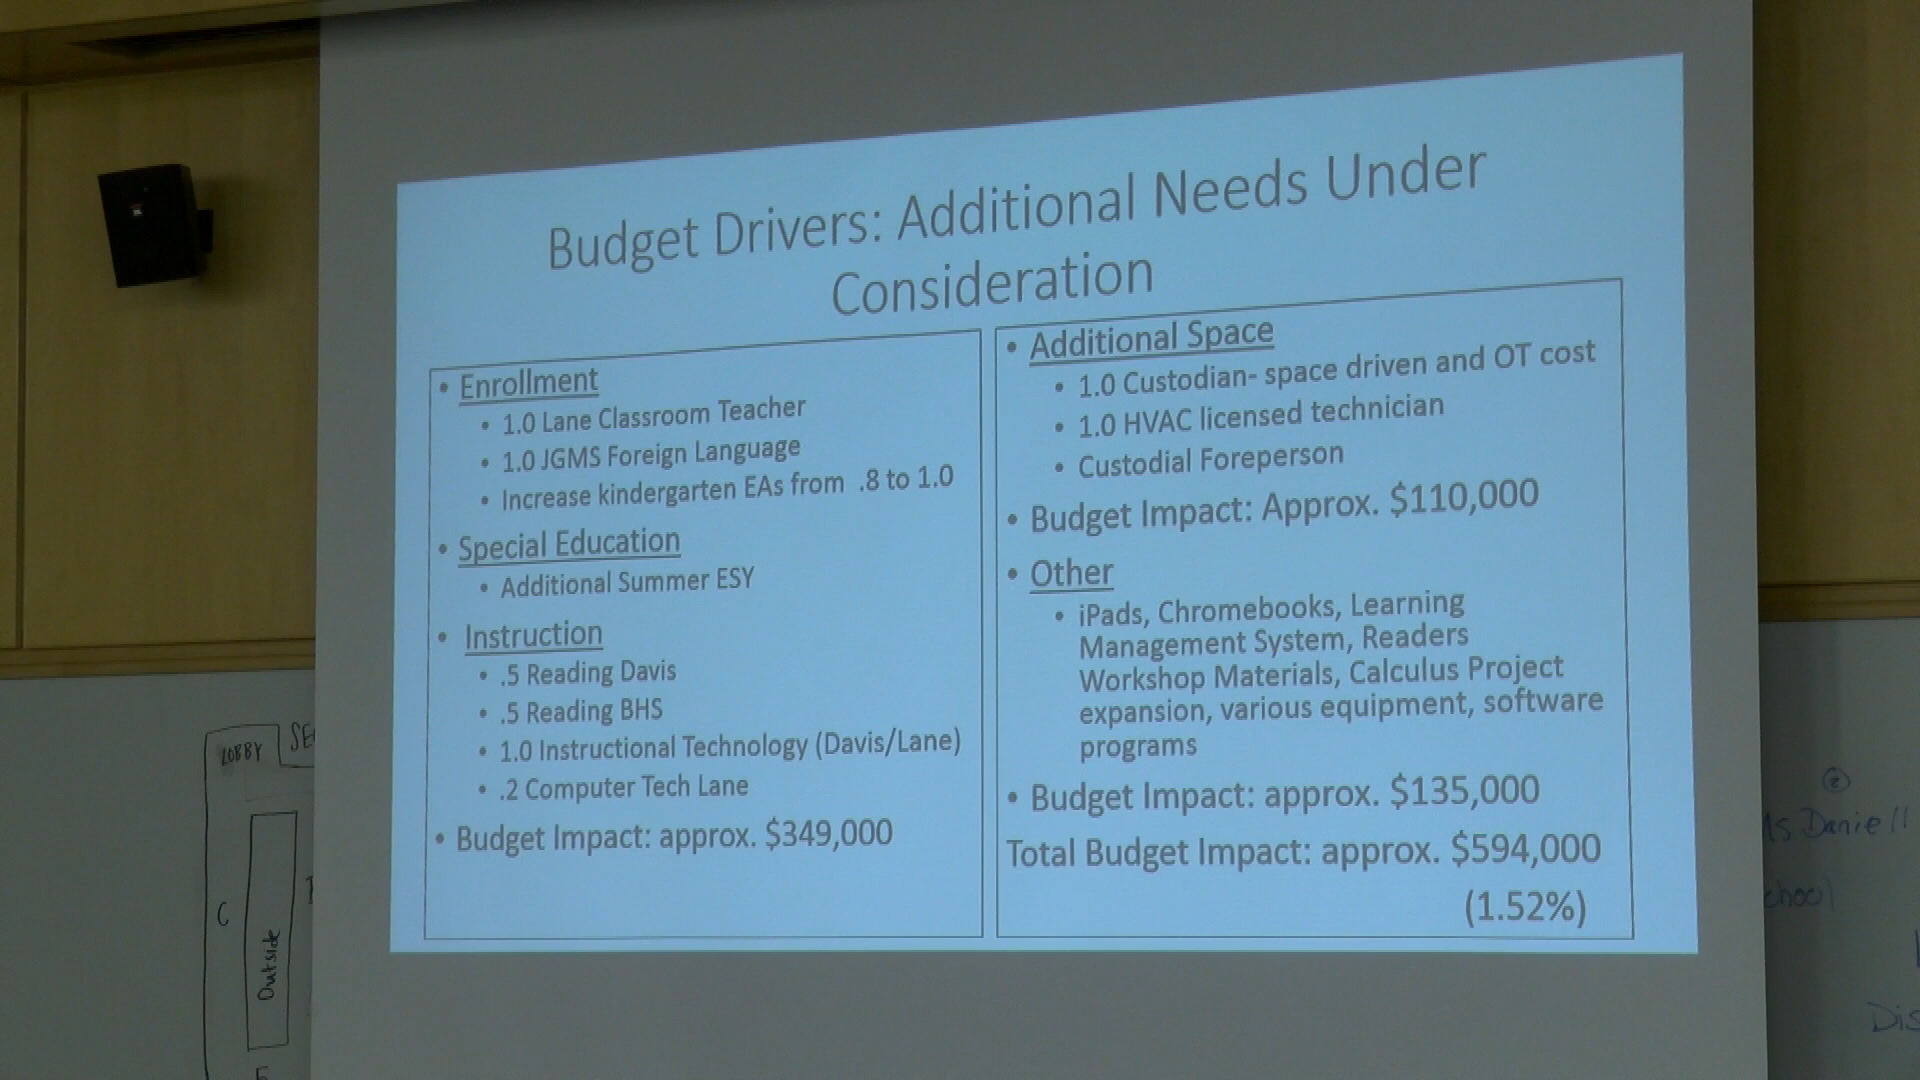 Budget Drivers: Additional Needs Under
Consideration
• Enrollment
• 1.0 Lane Classroom Teacher
• 1.0 JGMS Foreign Language
• Increase kindergarten EAs from .8 to 1.0
• Special Education
• Additional Summer ESY
• Instruction
• .5 Reading Davis
• .5 Reading BHS
• 1.0 Instructional Technology (Davis/Lane)
• .2 Computer Tech Lane
• Budget Impact: approx. $349,000
• Additional Space
• 1.0 Custodian- space driven and OT cost
• 1.0 HVAC licensed technician
• Custodial Foreperson
• Budget Impact: Approx. $110,000
• Other
• iPads, Chromebooks, Learning
Management System, Readers
Workshop Materials, Calculus Project
expansion, various equipment, software
programs
• Budget Impact: approx. $135,000
Total Budget Impact: approx. $594,000
(1.52%)
LOBBY
C
Outside
2